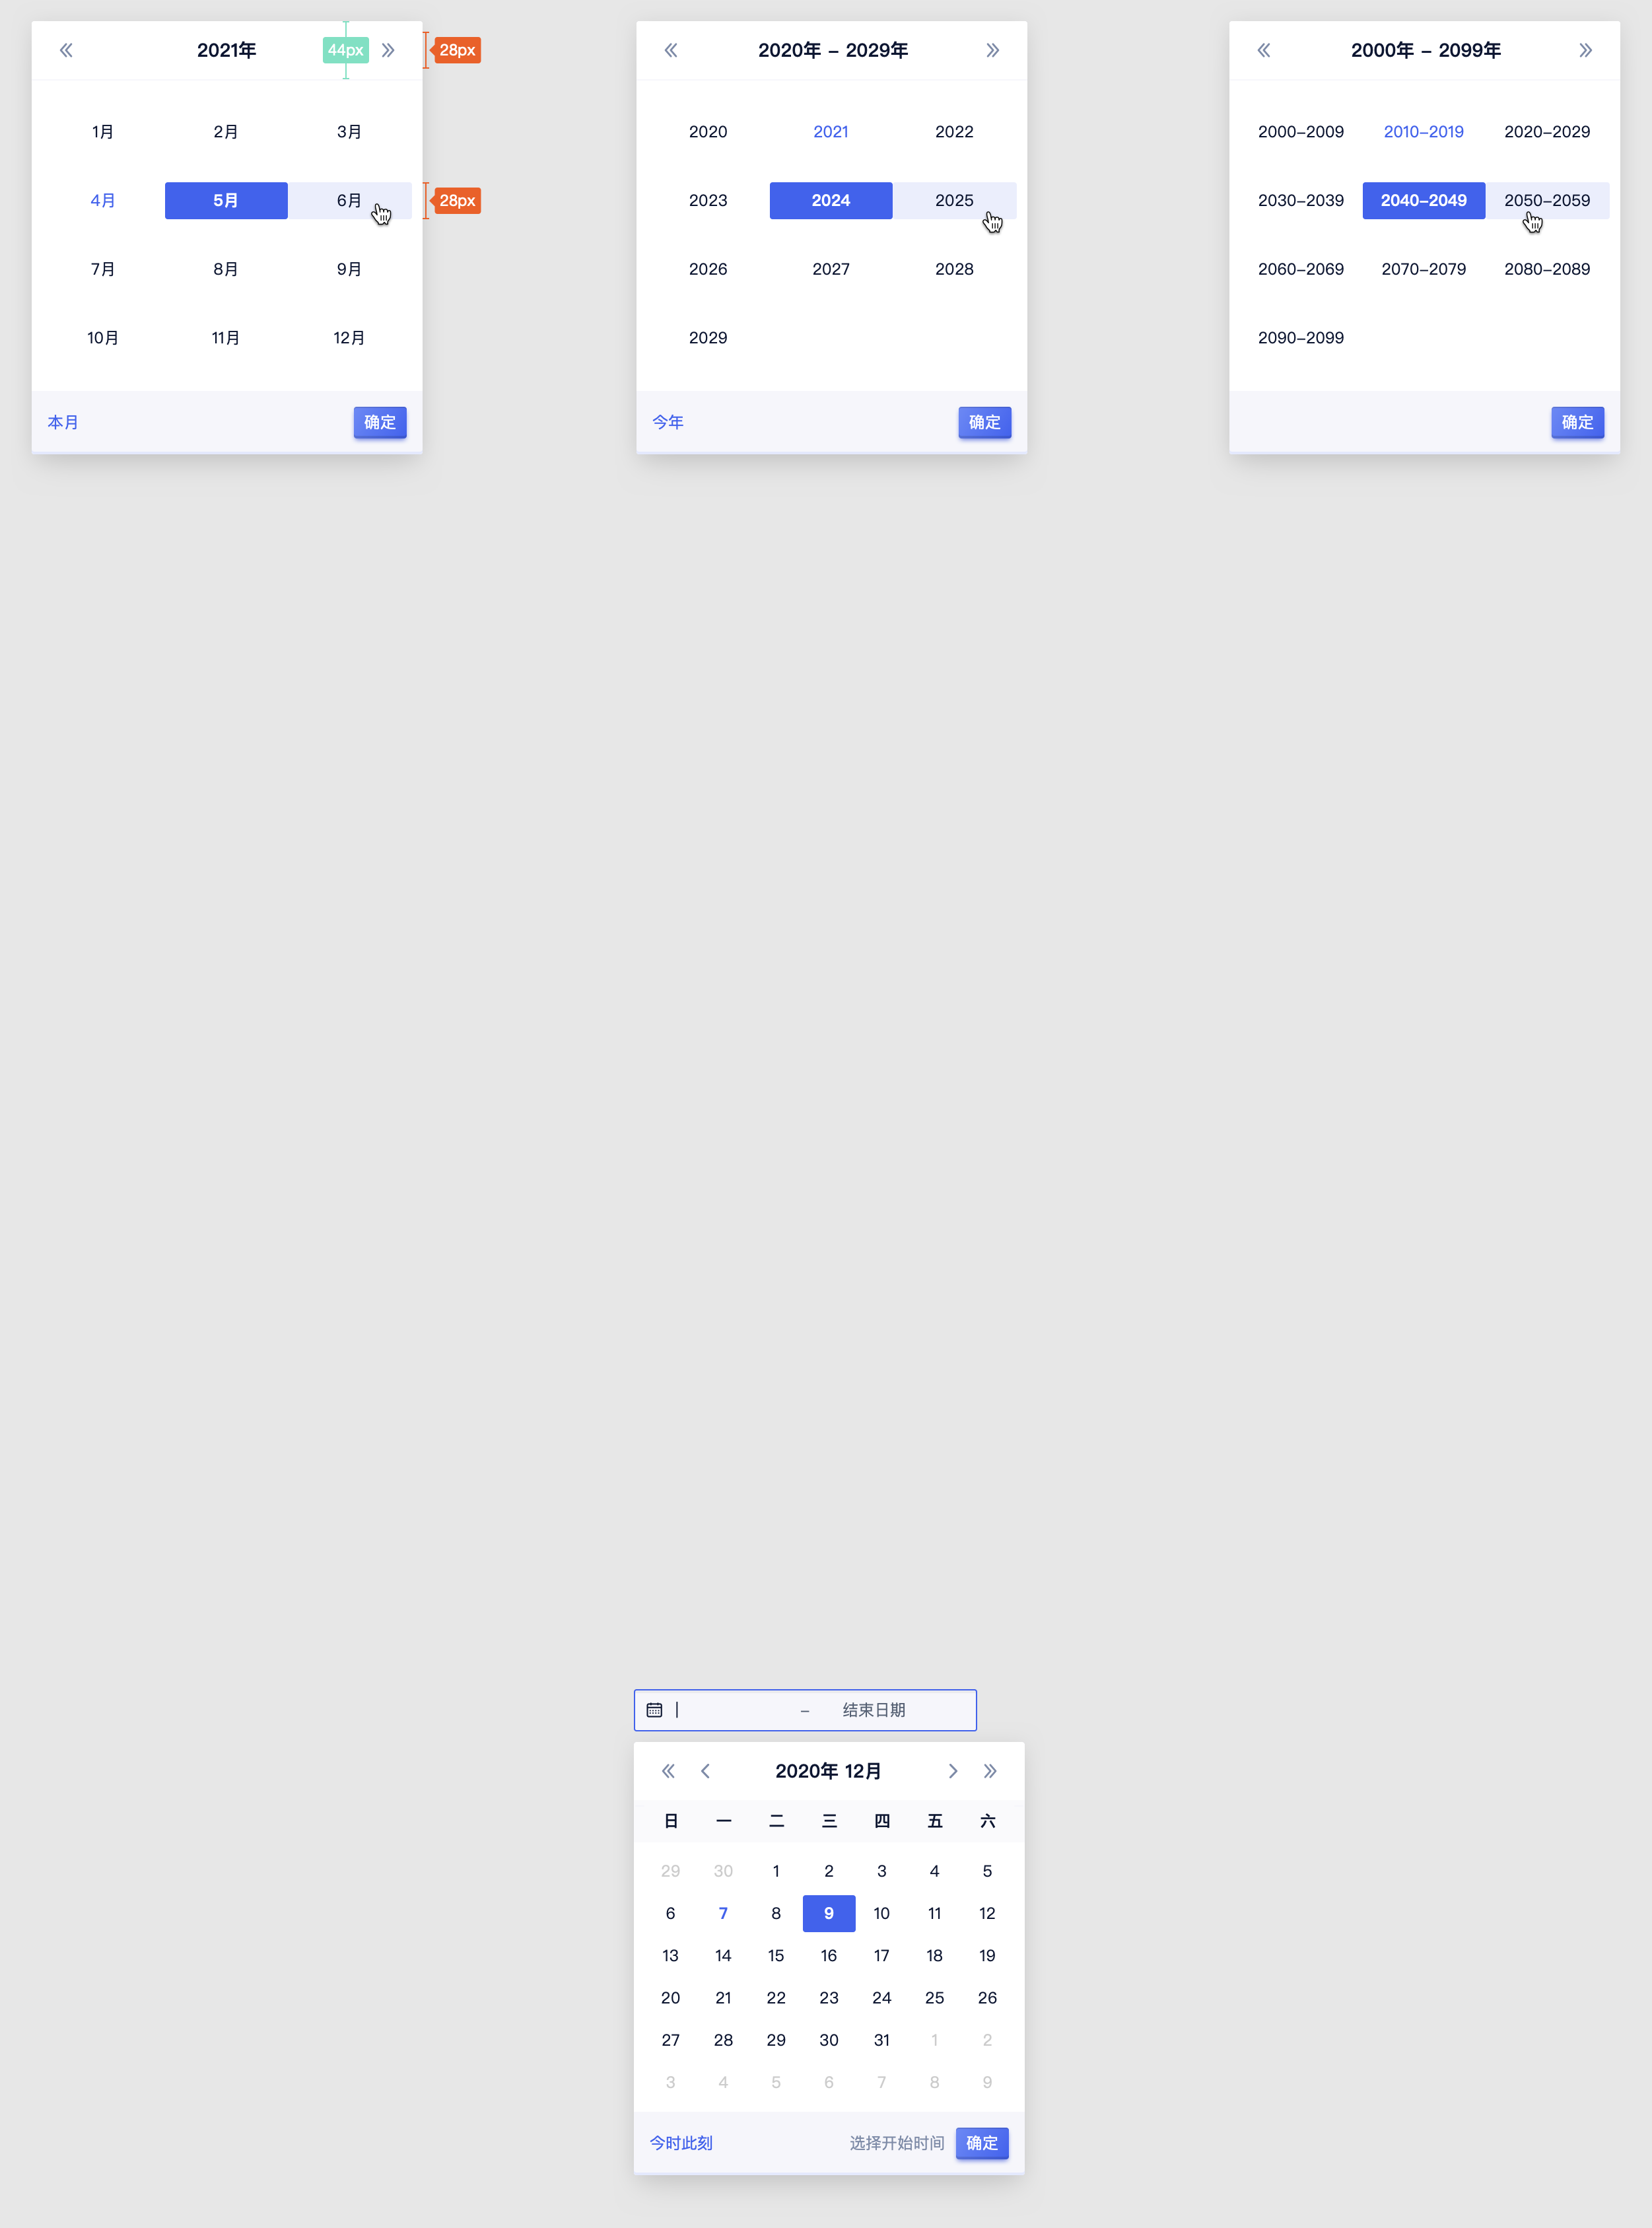 2021年
44px
28px
1月 2月 3月
4月 5月 6月
28px
7月 8月 9月
10月 11月 12月
本月 确定
2020年 – 2029年
2020 2021 2022
2023 2024 2025
2026 2027 2028
2029
今年 确定
2000年 – 2099年
2000–2009 2010–2019 2020–2029
2030–2039 2040–2049 2050–2059
2060–2069 2070–2079 2080–2089
2090–2099
确定
– 结束日期
2020年 12月
日 一 二 三 四 五 六
29 30 1 2 3 4 5
6 7 8 9 10 11 12
13 14 15 16 17 18 19
20 21 22 23 24 25 26
27 28 29 30 31 1 2
3 4 5 6 7 8 9
今时此刻 选择开始时间 确定